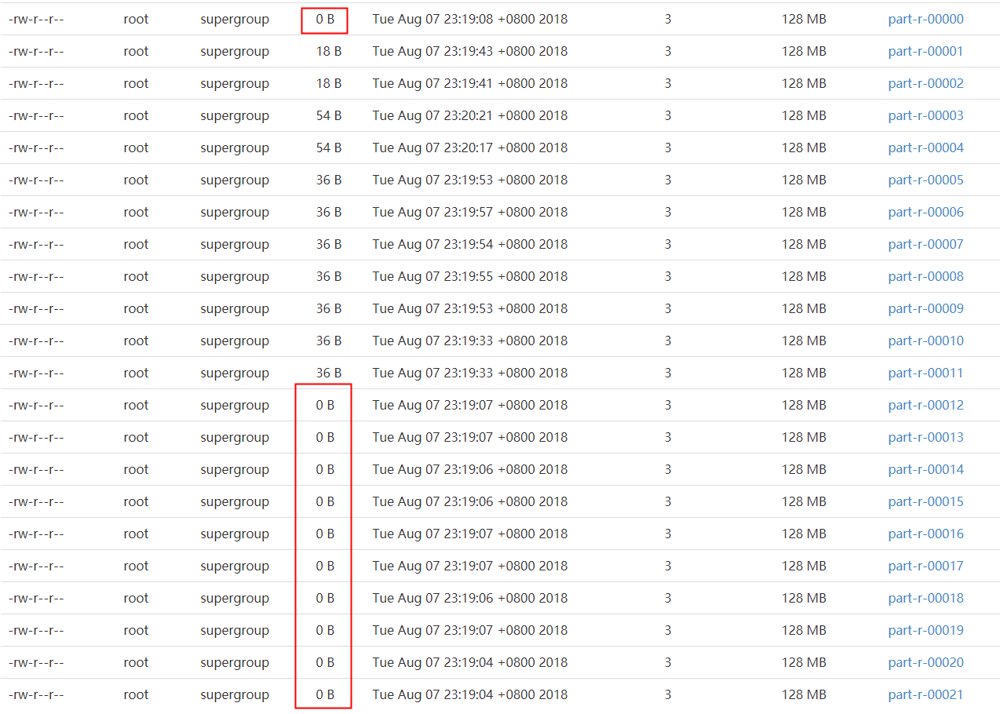 -rw-r--r-- root supergroup 0 B Tue Aug 07 23:19:08 +0800 2018 3 128 MB part-r-00000
-rw-r--r-- root supergroup 18 B Tue Aug 07 23:19:43 +0800 2018 3 128 MB part-r-00001
-rw-r--r-- root supergroup 18 B Tue Aug 07 23:19:41 +0800 2018 3 128 MB part-r-00002
-rw-r--r-- root supergroup 54 B Tue Aug 07 23:20:21 +0800 2018 3 128 MB part-r-00003
-rw-r--r-- root supergroup 54 B Tue Aug 07 23:20:17 +0800 2018 3 128 MB part-r-00004
-rw-r--r-- root supergroup 36 B Tue Aug 07 23:19:53 +0800 2018 3 128 MB part-r-00005
-rw-r--r-- root supergroup 36 B Tue Aug 07 23:19:57 +0800 2018 3 128 MB part-r-00006
-rw-r--r-- root supergroup 36 B Tue Aug 07 23:19:54 +0800 2018 3 128 MB part-r-00007
-rw-r--r-- root supergroup 36 B Tue Aug 07 23:19:55 +0800 2018 3 128 MB part-r-00008
-rw-r--r-- root supergroup 36 B Tue Aug 07 23:19:53 +0800 2018 3 128 MB part-r-00009
-rw-r--r-- root supergroup 36 B Tue Aug 07 23:19:33 +0800 2018 3 128 MB part-r-00010
-rw-r--r-- root supergroup 36 B Tue Aug 07 23:19:33 +0800 2018 3 128 MB part-r-00011
-rw-r--r-- root supergroup 0 B Tue Aug 07 23:19:07 +0800 2018 3 128 MB part-r-00012
-rw-r--r-- root supergroup 0 B Tue Aug 07 23:19:07 +0800 2018 3 128 MB part-r-00013
-rw-r--r-- root supergroup 0 B Tue Aug 07 23:19:06 +0800 2018 3 128 MB part-r-00014
-rw-r--r-- root supergroup 0 B Tue Aug 07 23:19:06 +0800 2018 3 128 MB part-r-00015
-rw-r--r-- root supergroup 0 B Tue Aug 07 23:19:07 +0800 2018 3 128 MB part-r-00016
-rw-r--r-- root supergroup 0 B Tue Aug 07 23:19:07 +0800 2018 3 128 MB part-r-00017
-rw-r--r-- root supergroup 0 B Tue Aug 07 23:19:06 +0800 2018 3 128 MB part-r-00018
-rw-r--r-- root supergroup 0 B Tue Aug 07 23:19:07 +0800 2018 3 128 MB part-r-00019
-rw-r--r-- root supergroup 0 B Tue Aug 07 23:19:04 +0800 2018 3 128 MB part-r-00020
-rw-r--r-- root supergroup 0 B Tue Aug 07 23:19:04 +0800 2018 3 128 MB part-r-00021